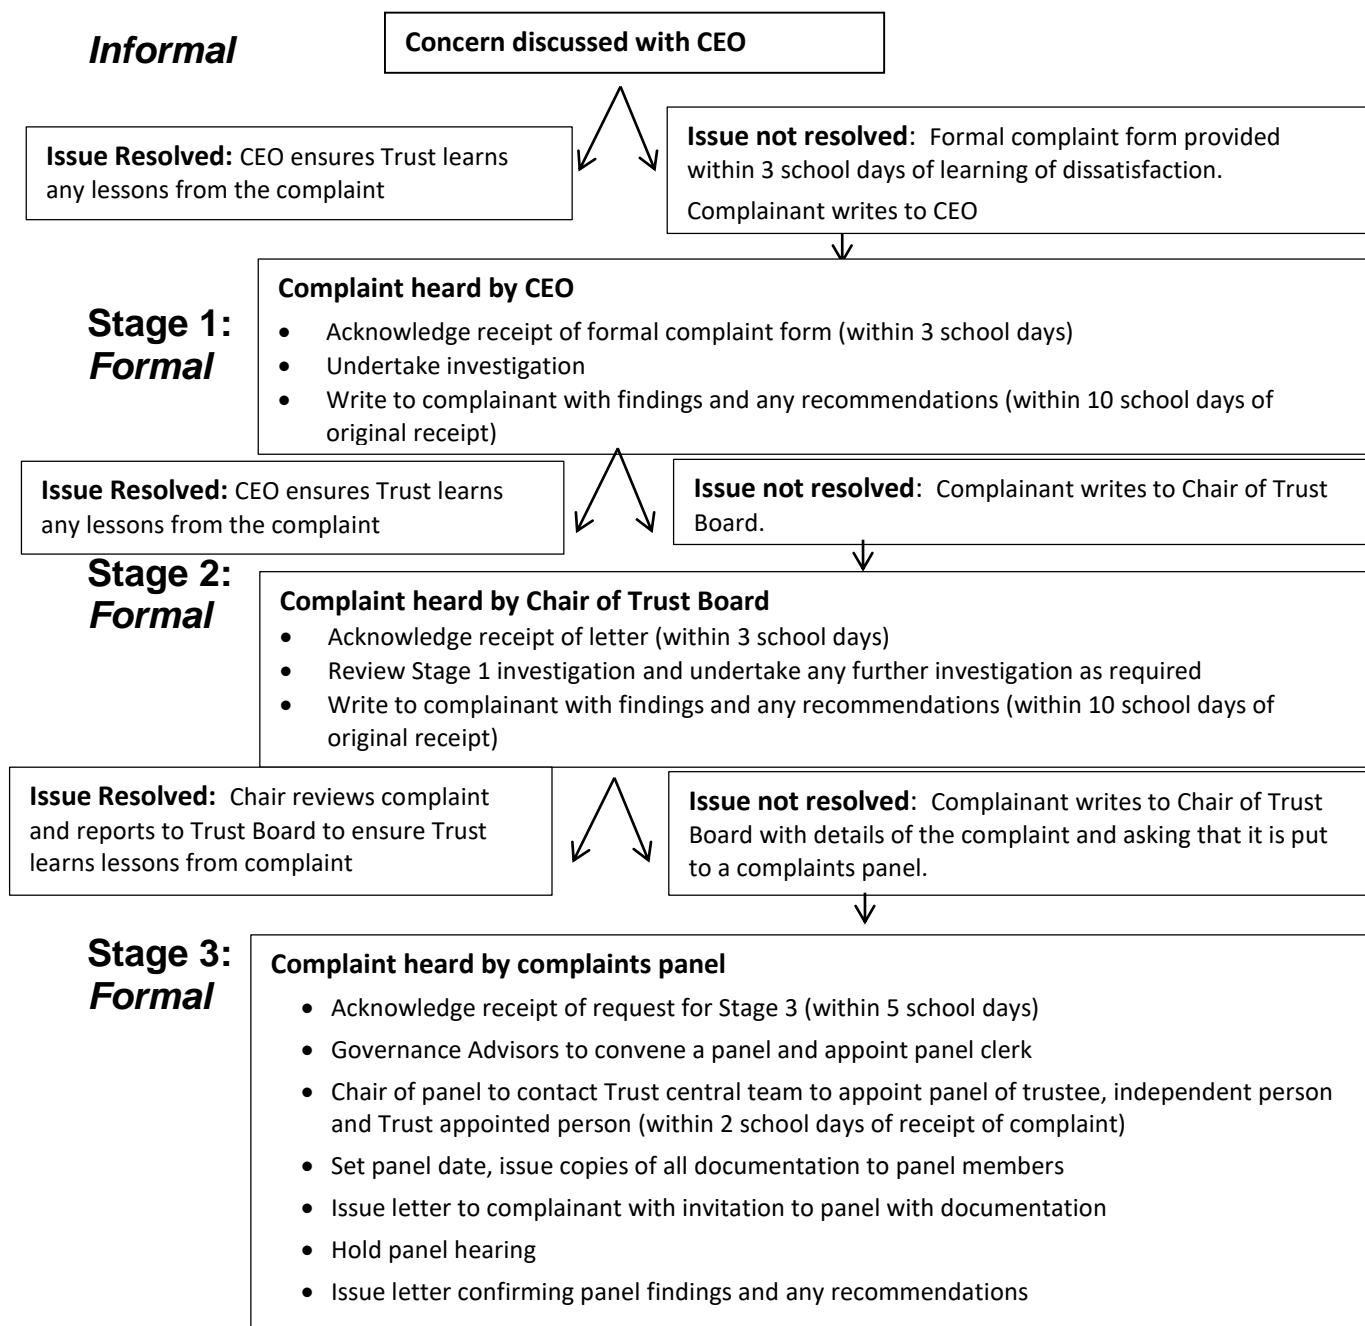 Informal
Concern discussed with CEO
Issue Resolved: CEO ensures Trust learns
any lessons from the complaint
Issue not resolved: Formal complaint form provided
within 3 school days of learning of dissatisfaction.
Complainant writes to CEO
Stage 1:
Formal
Complaint heard by CEO
• Acknowledge receipt of formal complaint form (within 3 school days)
• Undertake investigation
• Write to complainant with findings and any recommendations (within 10 school days of
original receipt)
Issue Resolved: CEO ensures Trust learns
any lessons from the complaint
Issue not resolved: Complainant writes to Chair of Trust
Board.
Stage 2:
Formal
Complaint heard by Chair of Trust Board
• Acknowledge receipt of letter (within 3 school days)
• Review Stage 1 investigation and undertake any further investigation as required
• Write to complainant with findings and any recommendations (within 10 school days of
original receipt)
Issue Resolved: Chair reviews complaint
and reports to Trust Board to ensure Trust
learns lessons from complaint
Issue not resolved: Complainant writes to Chair of Trust
Board with details of the complaint and asking that it is put
to a complaints panel.
Stage 3:
Formal
Complaint heard by complaints panel
• Acknowledge receipt of request for Stage 3 (within 5 school days)
• Governance Advisors to convene a panel and appoint panel clerk
• Chair of panel to contact Trust central team to appoint panel of trustee, independent person
and Trust appointed person (within 2 school days of receipt of complaint)
• Set panel date, issue copies of all documentation to panel members
• Issue letter to complainant with invitation to panel with documentation
• Hold panel hearing
• Issue letter confirming panel findings and any recommendations